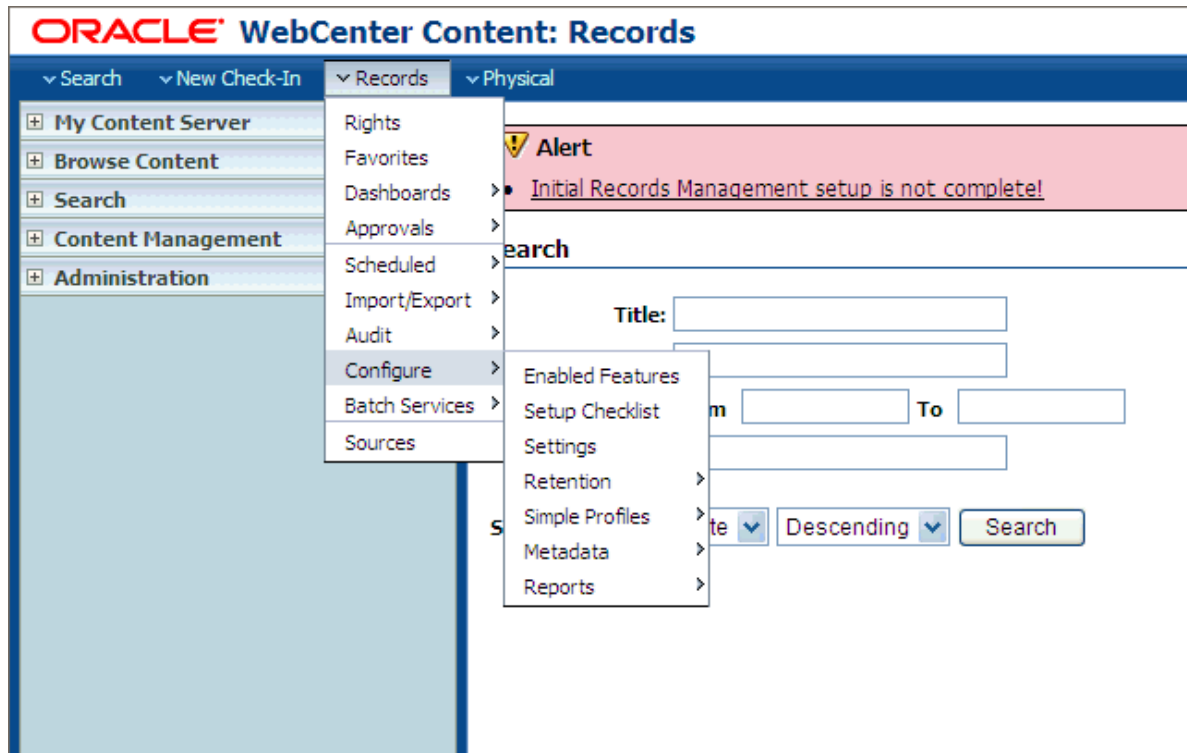 ORACLE WebCenter Content: Records
Search New Check-In Records Physical
My Content Server
Browse Content
Search
Content Management
Administration
Rights
Favorites
Dashboards
Approvals
Scheduled
Import/Export
Audit
Configure
Batch Services
Sources
Enabled Features
Setup Checklist
Settings
Retention
Simple Profiles
Metadata
Reports
Alert
Initial Records Management setup is not complete!
earch
Title:
m To
S te Descending Search